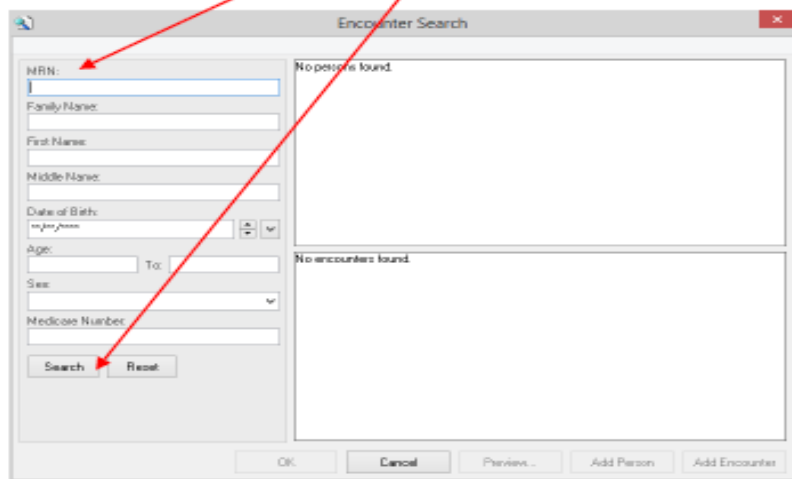 Encounter Search
MRN:
Family Name:
First Name:
Middle Name:
Date of Birth:
**/**/****
Age:
To:
Sex:
Medicare Number:
Search Reset
No persons found.
No encounters found.
OK Cancel Preview... Add Person Add Encounter